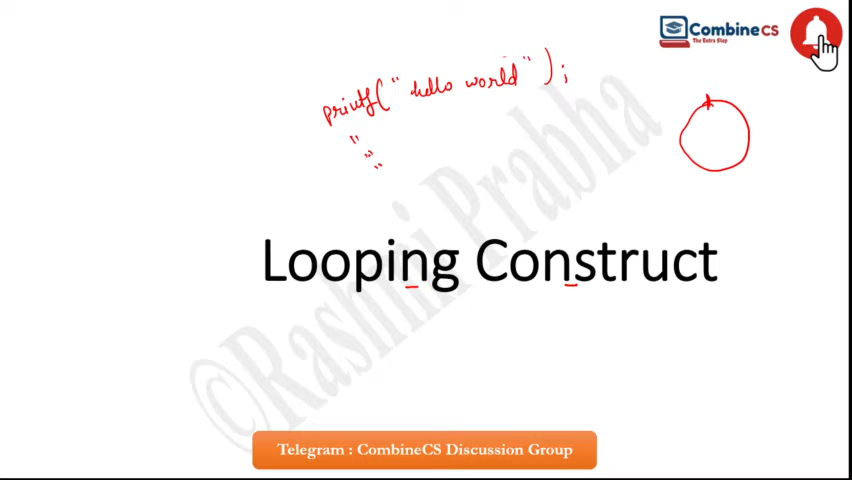 CombineCS
The Extra Step
printf(" hello world " ) ;
"
"
"
Looping Construct
©Rashmi Prabha
Telegram : CombineCS Discussion Group